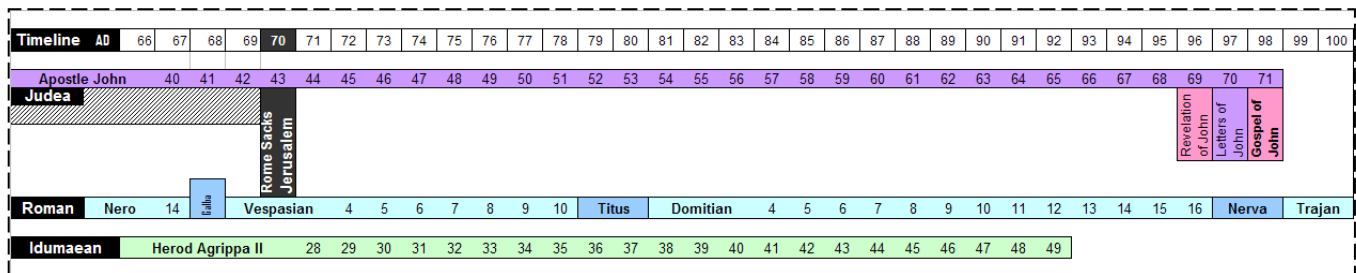 Timeline AD 66 67 68 69 70 71 72 73 74 75 76 77 78 79 80 81 82 83 84 85 86 87 88 89 90 91 92 93 94 95 96 97 98 99 100
Apostle John 40 41 42 43 44 45 46 47 48 49 50 51 52 53 54 55 56 57 58 59 60 61 62 63 64 65 66 67 68 69 70 71
Judea
Rome Sacks
Jerusalem
Revelation
of John
Letters of
John
Gospel of
John
Galba
Roman Nero 14 Vespasian 4 5 6 7 8 9 10 Titus Domitian 4 5 6 7 8 9 10 11 12 13 14 15 16 Nerva Trajan
Idumaean Herod Agrippa II 28 29 30 31 32 33 34 35 36 37 38 39 40 41 42 43 44 45 46 47 48 49